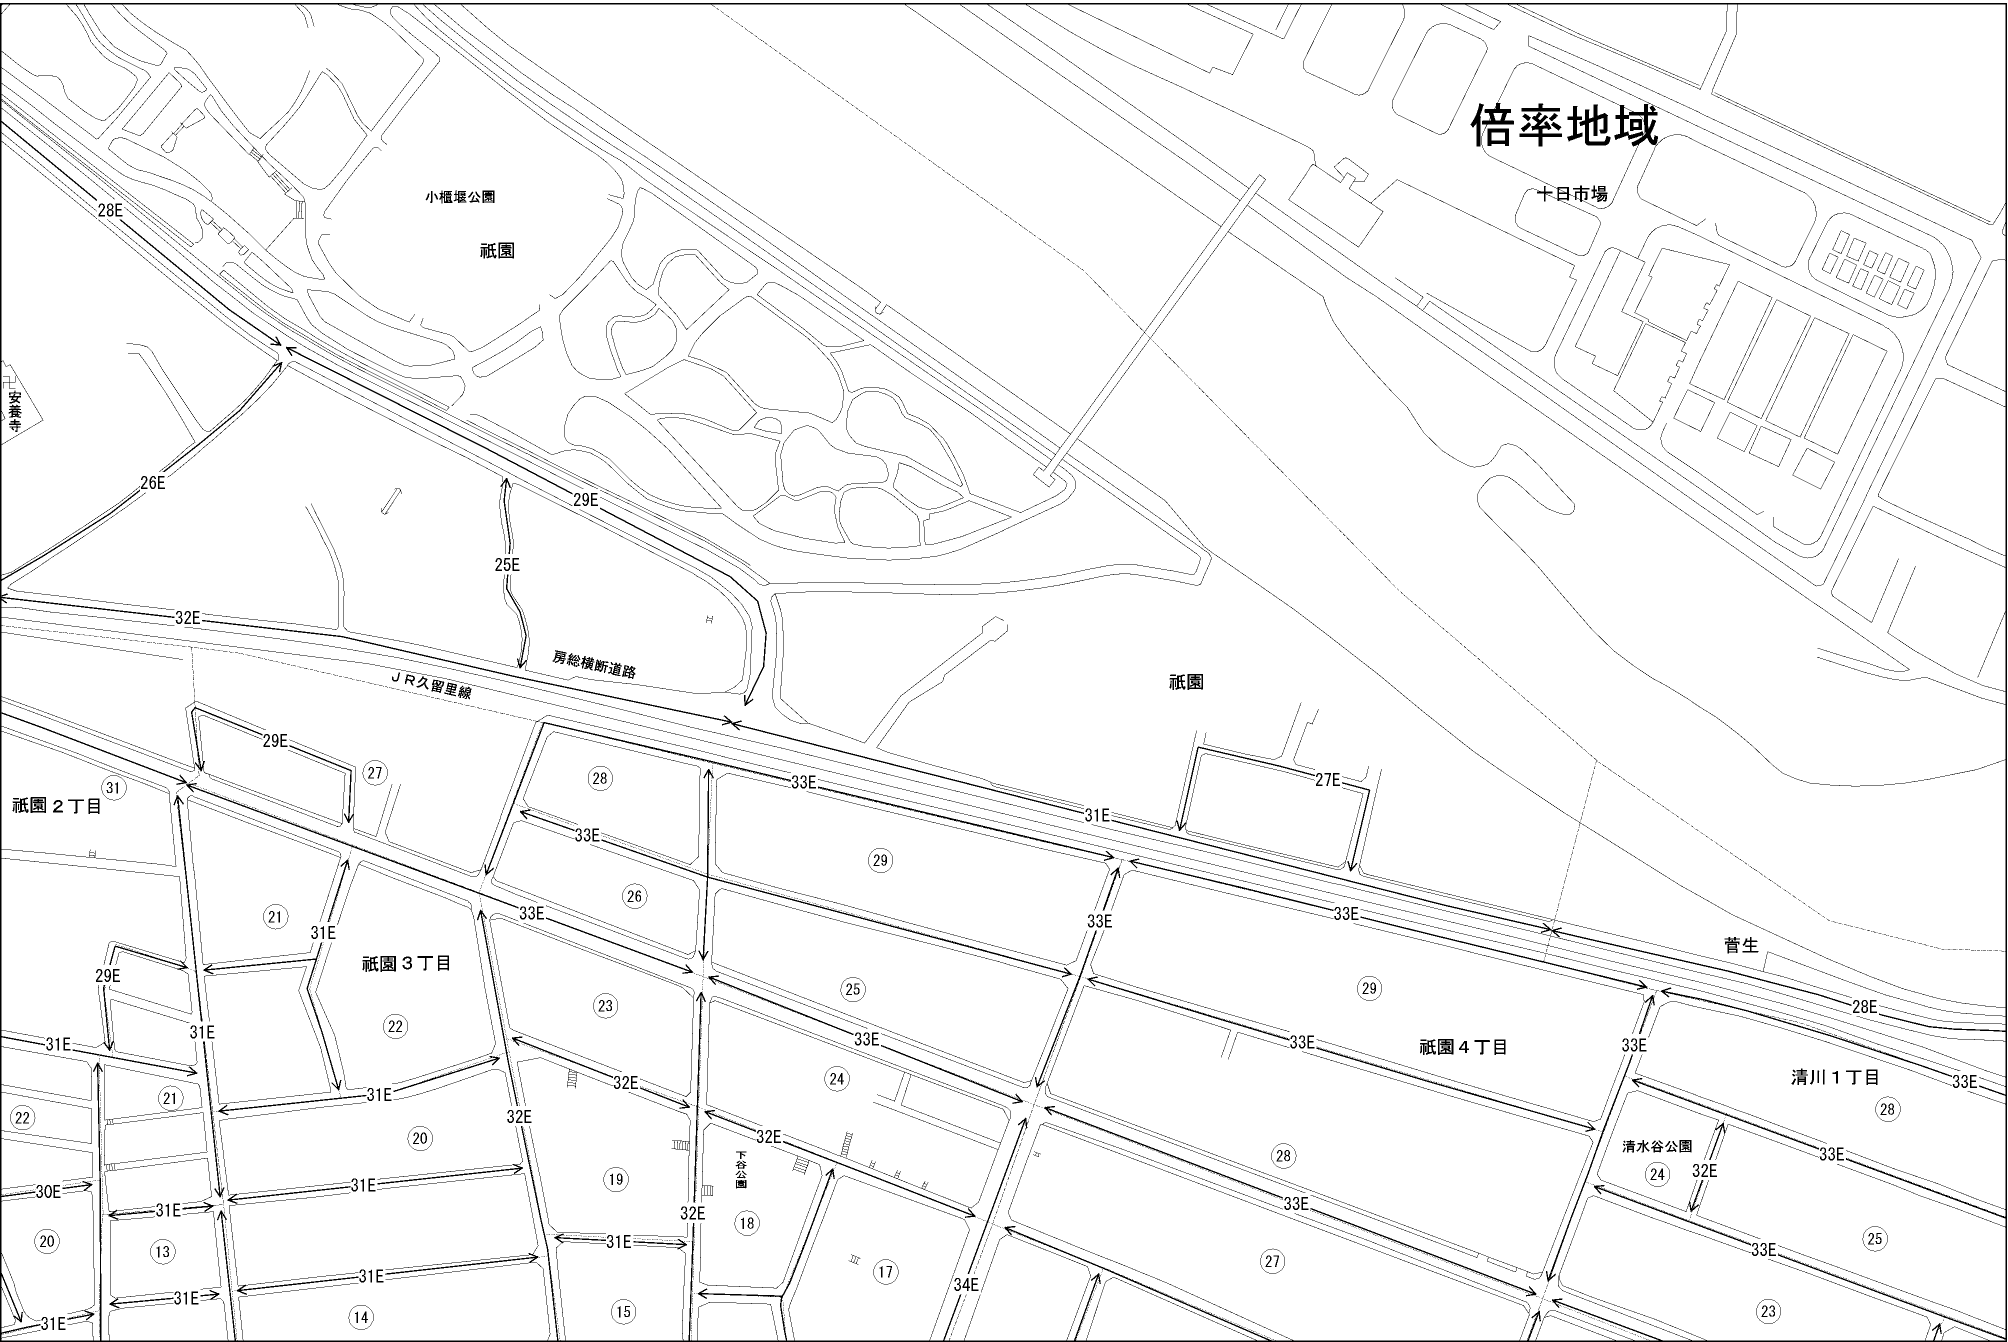 倍率地域
十日市場
小櫃堰公園
祇園
28E
安養寺
26E
29E
25E
32E
房総横断道路
JR久留里線
祇園
29E
27
28
33E
27E
31
祇園2丁目
31E
33E
29
26
33E
33E
33E
21
31E
祇園3丁目
菅生
29E
25
29
28E
23
22
31E
31E
33E
33E
祇園4丁目
33E
清川1丁目
33E
32E
24
21
31E
32E
28
22
20
32E
下谷公園
28
清水谷公園
33E
24
32E
19
31E
30E
31E
32E
18
33E
20
13
31E
17
27
33E
25
31E
34E
31E
31E
14
15
23